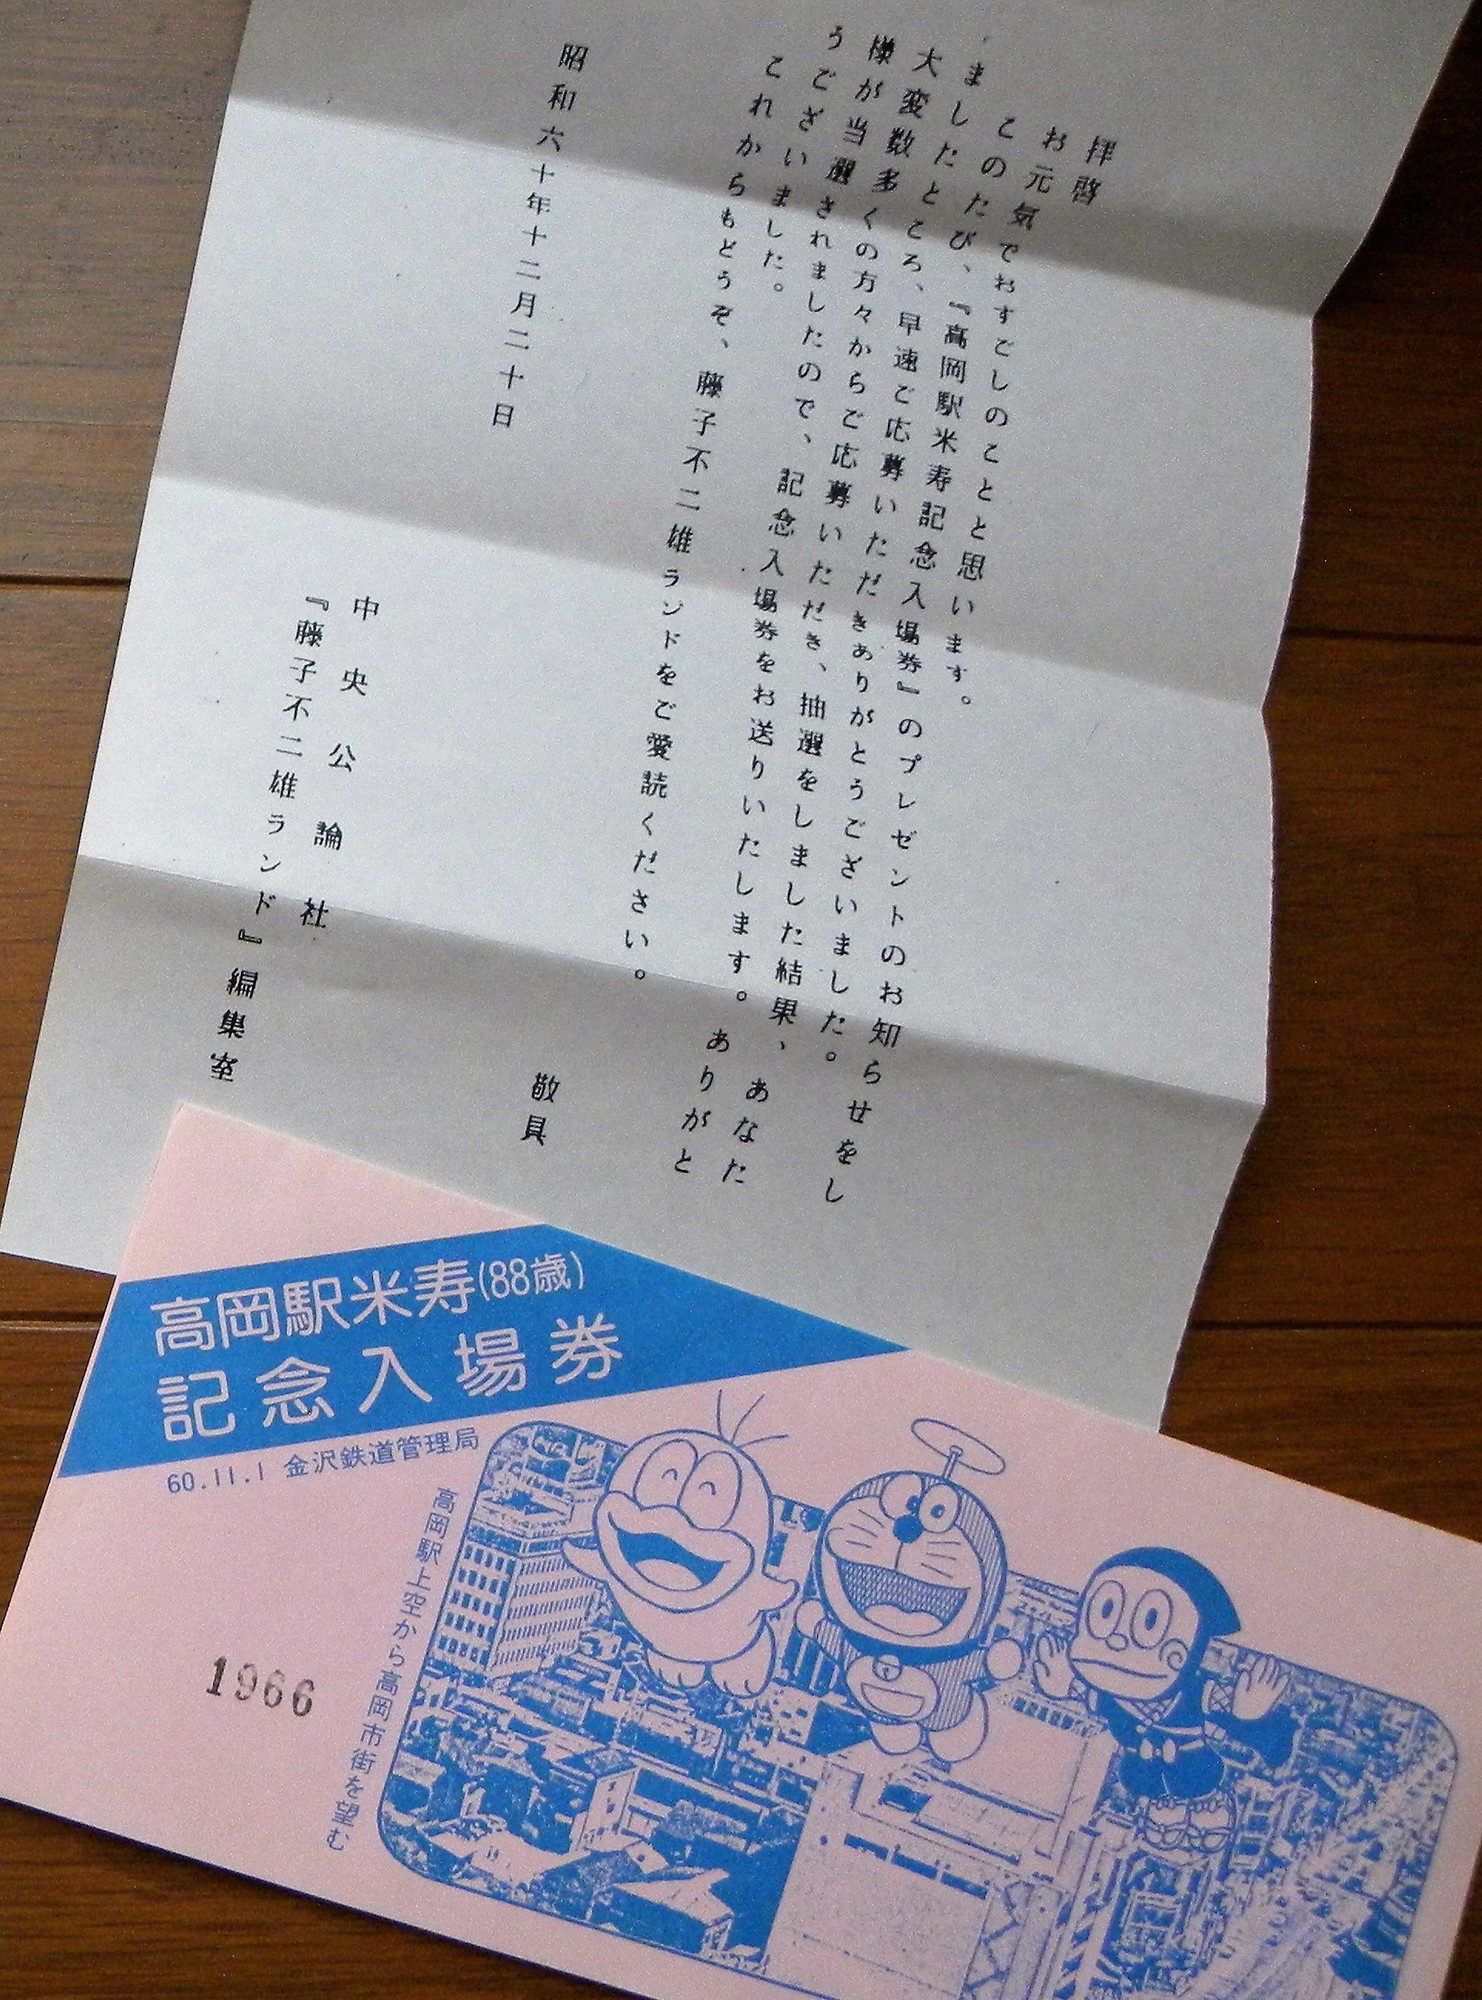 拝啓
お元気でおすごしのことと思います。
このたび、『高岡駅米寿記念入場券』のプレゼントのお知らせをし
ましたところ、早速ご応募いただきありがとうございました。
大変数多くの方々からご応募いただき、抽選をしました結果、あなた
様が当選されましたので、記念入場券をお送りいたします。ありがと
うございました。
これからもどうぞ、藤子不二雄ランドをご愛読ください。
敬具
昭和六十年十二月二十日
中央公論社
『藤子不二雄ランド』編集室
高岡駅米寿(88歳)
記念入場券
60.11.1 金沢鉄道管理局
高岡駅上空から高岡市街を望む
1966